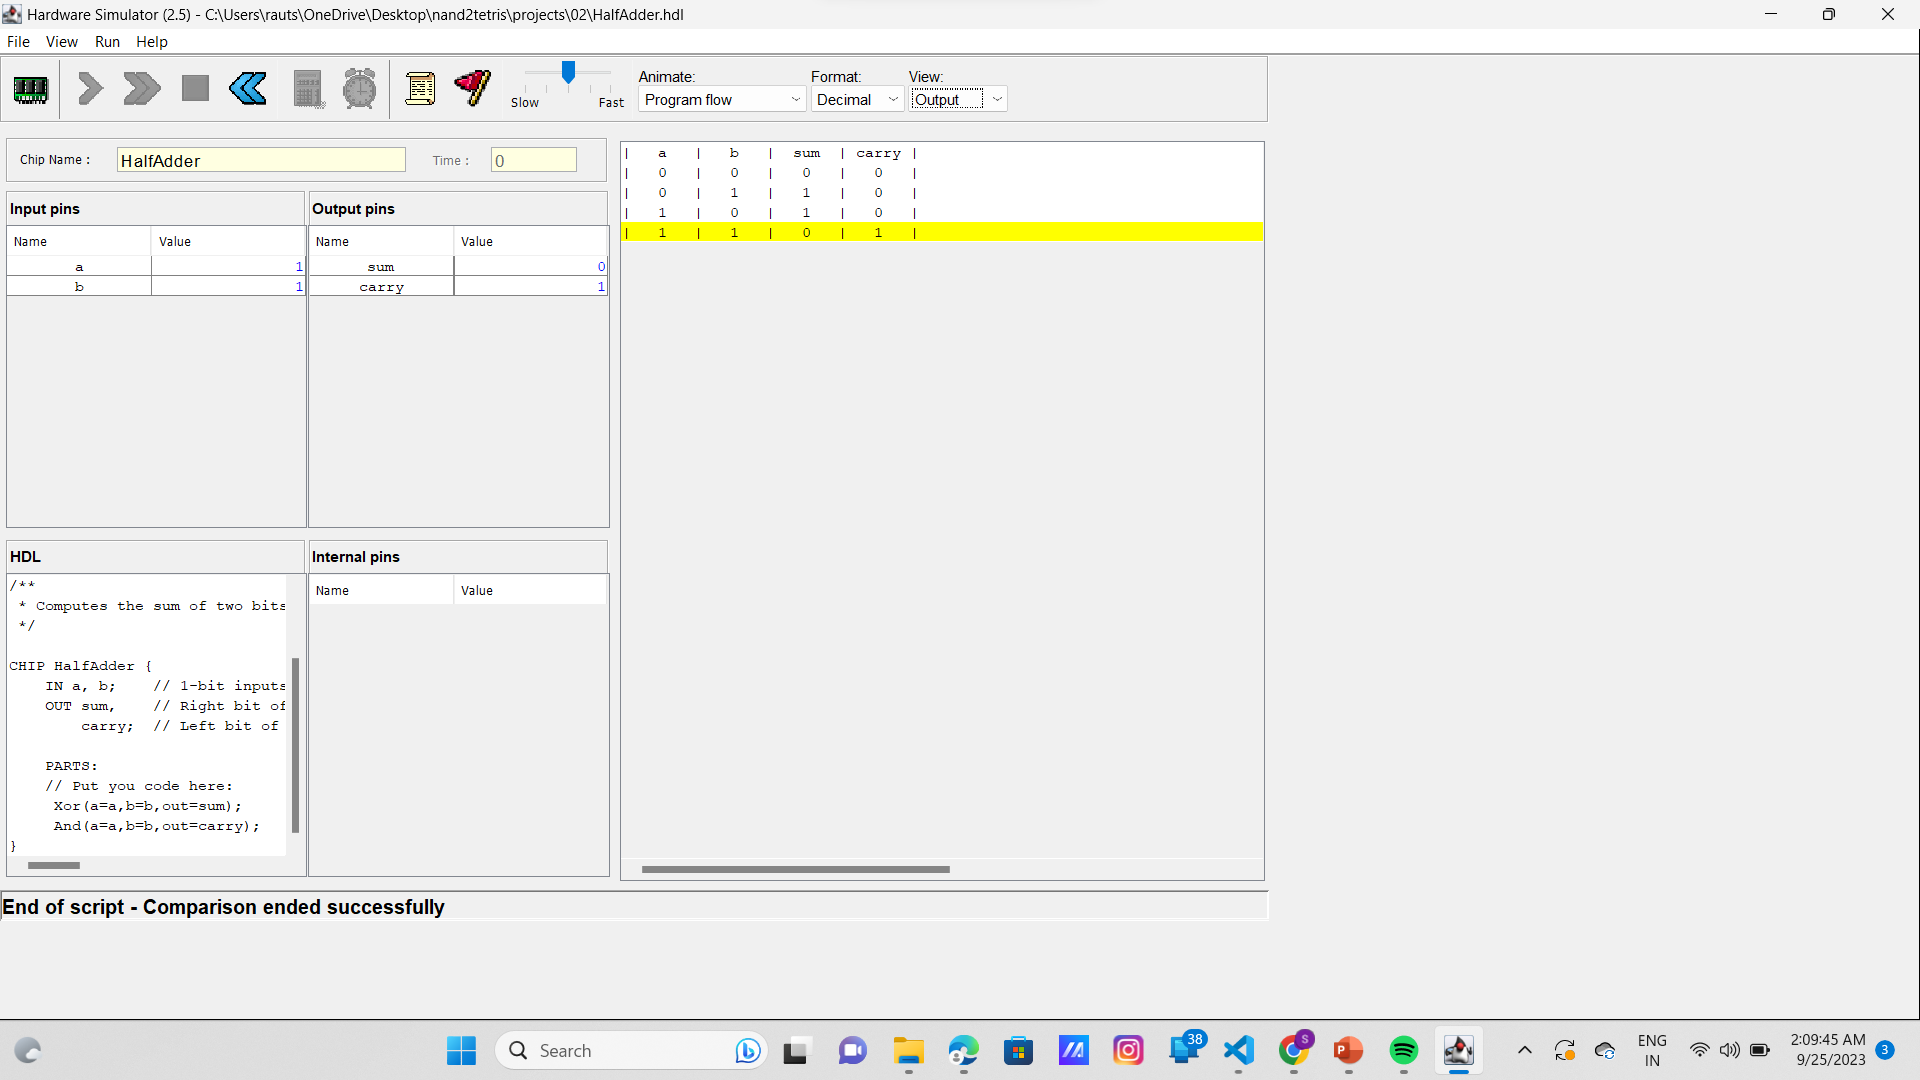 Hardware Simulator (2.5) - C:\Users\rauts\OneDrive\Desktop\nand2tetris\projects\02\HalfAdder.hdl
File View Run Help
Slow Fast
Animate: Format: View:
Program flow Decimal Output
Chip Name : HalfAdder Time : 0
Input pins
Name Value
a 1
b 1
Output pins
Name Value
sum 0
carry 1
| a | b | sum | carry |
| 0 | 0 | 0 | 0 |
| 0 | 1 | 1 | 0 |
| 1 | 0 | 1 | 0 |
| 1 | 1 | 0 | 1 |
HDL
/**
* Computes the sum of two bits
*/
CHIP HalfAdder {
IN a, b; // 1-bit inputs
OUT sum, // Right bit of
carry; // Left bit of
PARTS:
// Put you code here:
Xor(a=a,b=b,out=sum);
And(a=a,b=b,out=carry);
}
Internal pins
Name Value
End of script - Comparison ended successfully
Search
38
S
P
ENG
IN
2:09:45 AM
9/25/2023
3